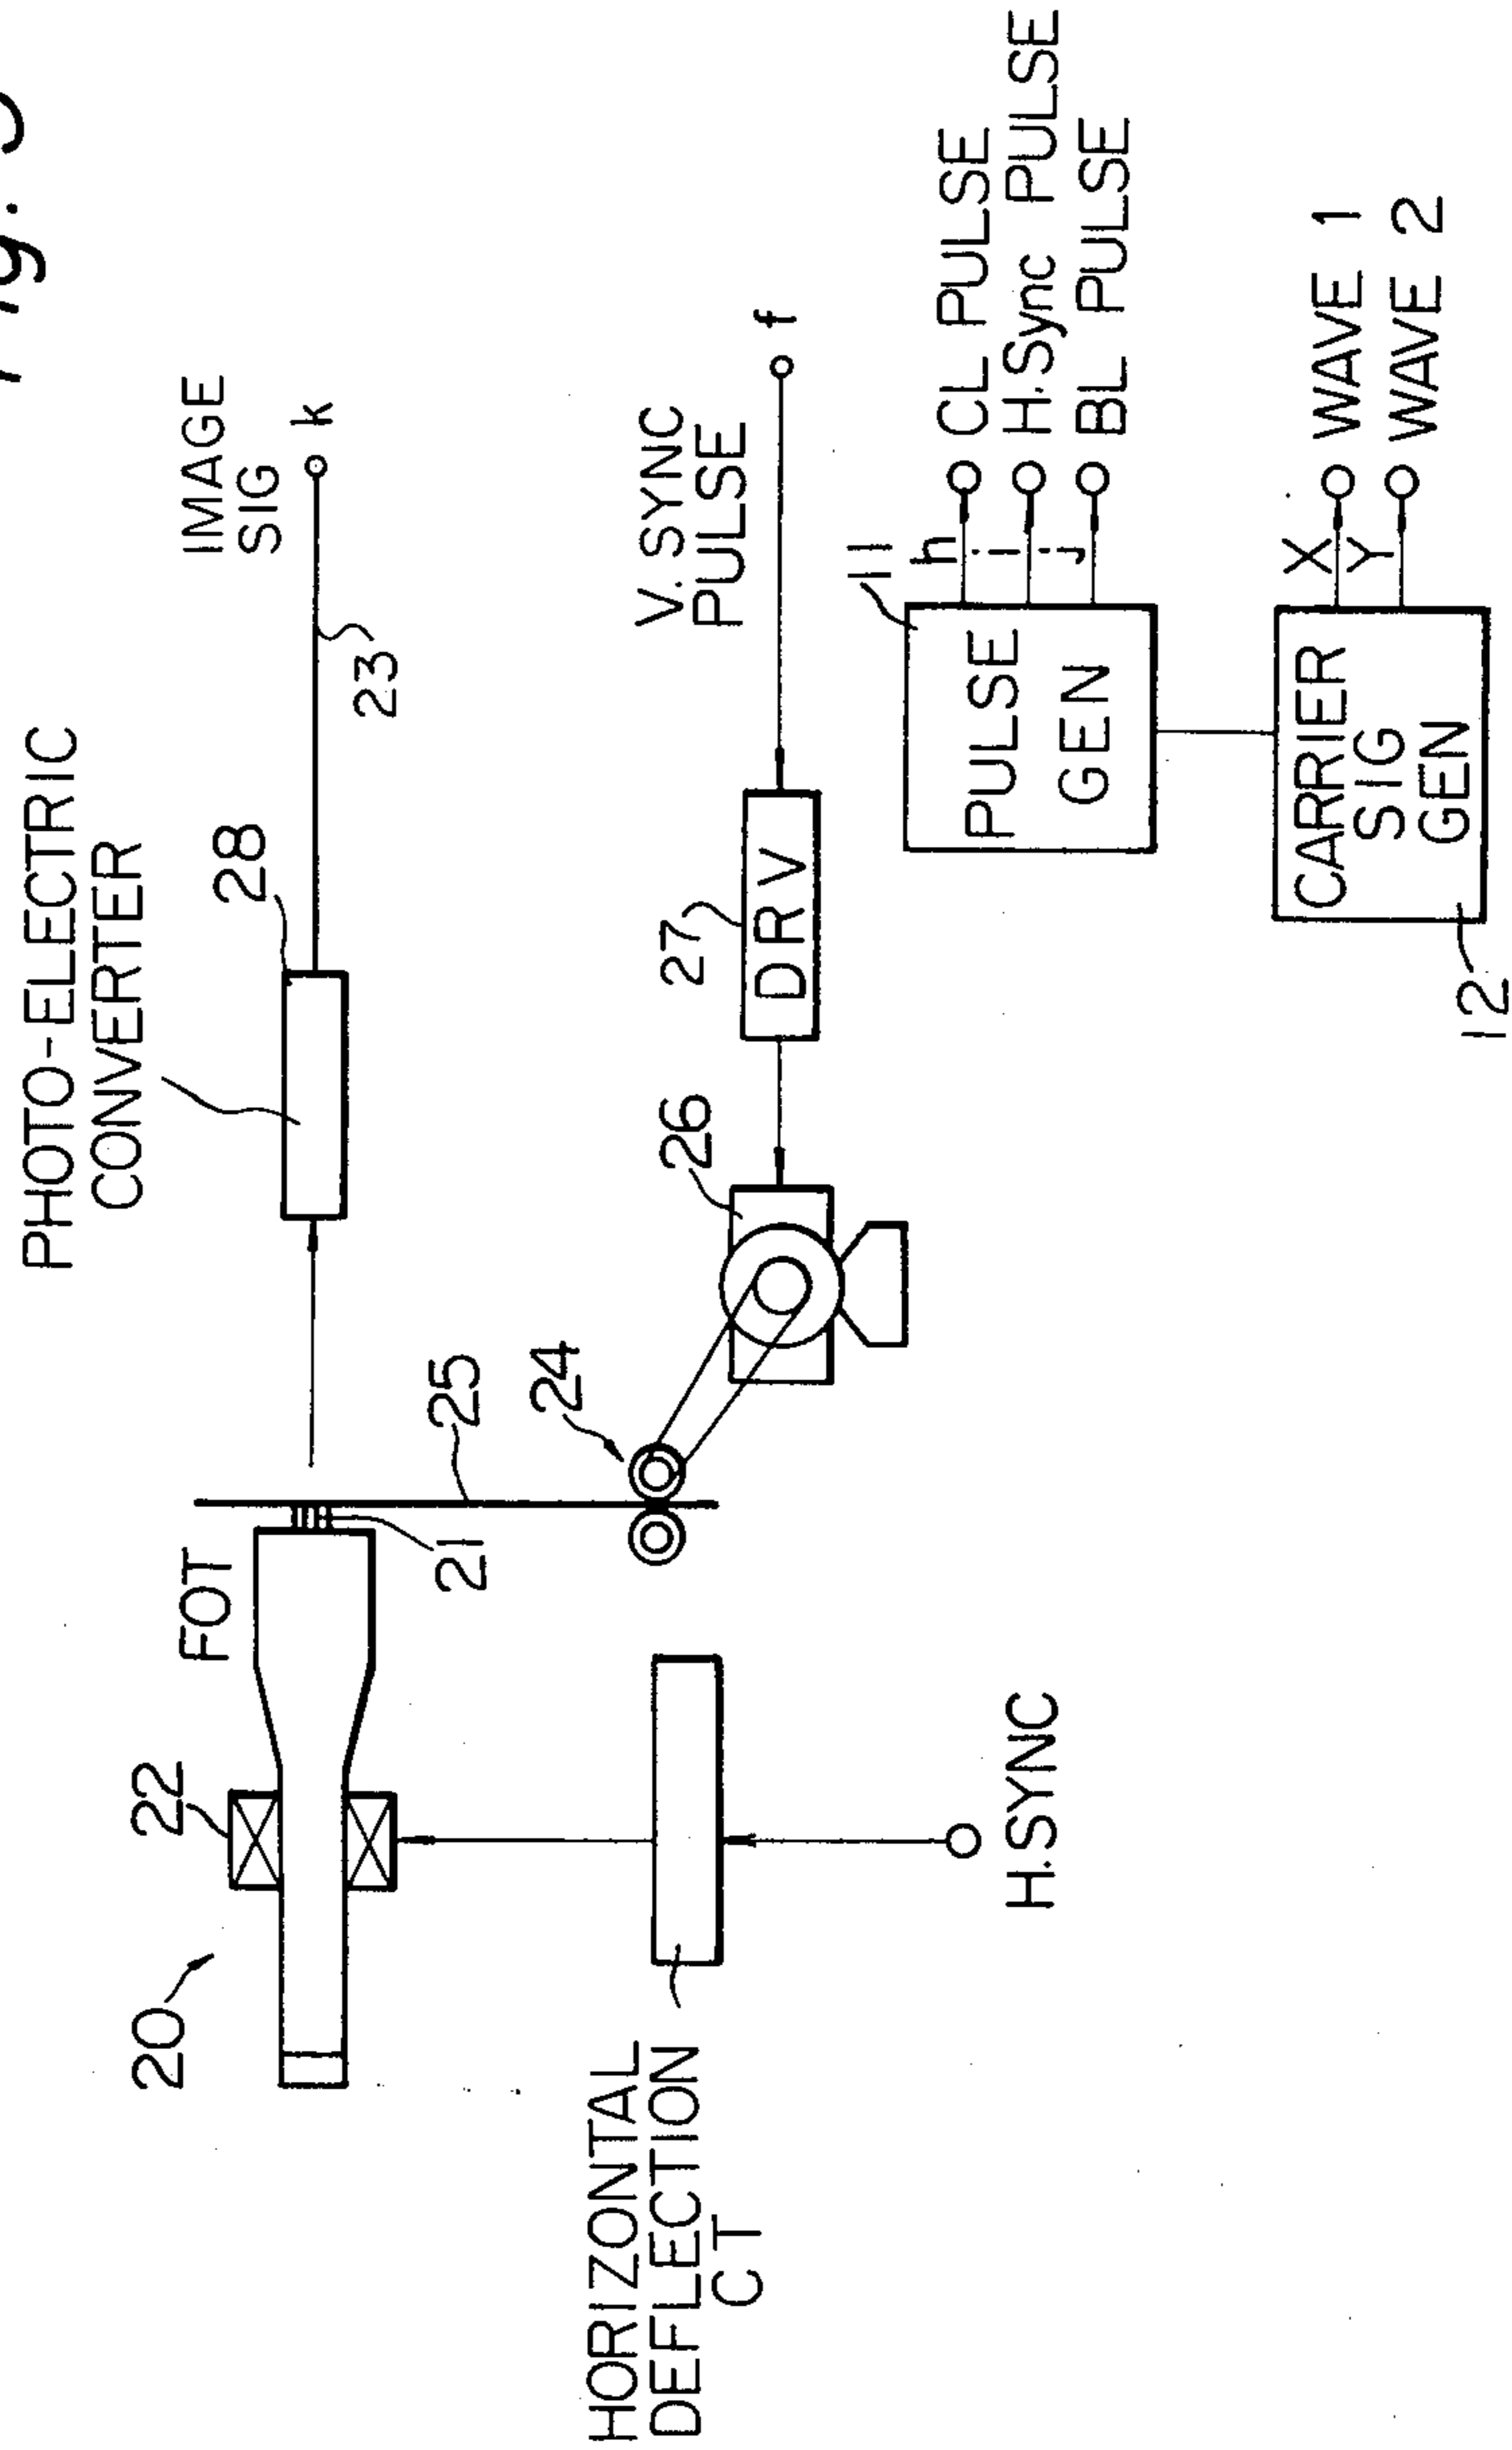 Fig. 3
PHOTO-ELECTRIC
CONVERTER
28
IMAGE
SIG
k
23
20
22
FOT
21
25
24
26
27
DRV
V. SYNC
PULSE
f
HORIZONTAL
DEFLECTION
CT
H.SYNC
11
PULSE
GEN
h
i
j
CL PULSE
H.Sync PULSE
BL PULSE
CARRIER
SIG
GEN
12
X
Y
WAVE 1
WAVE 2